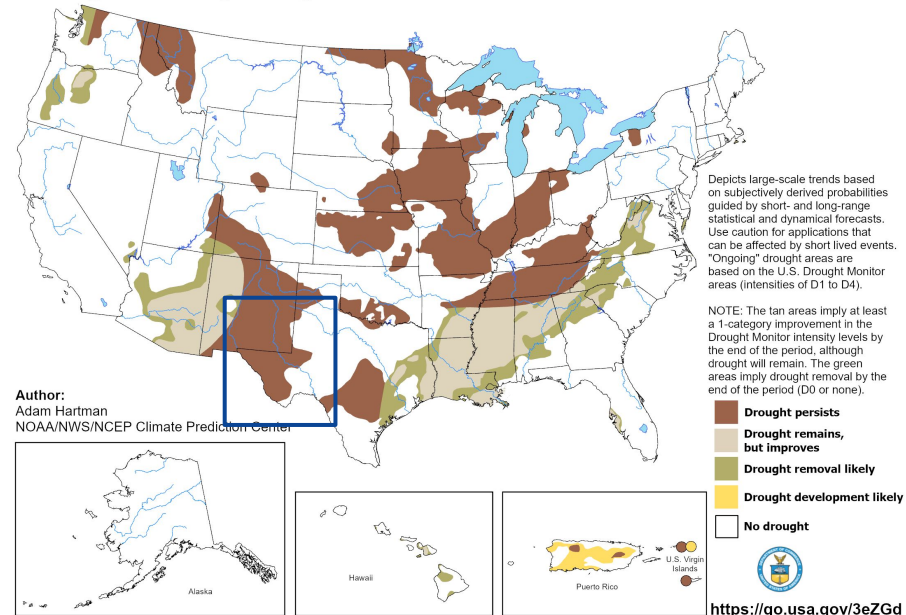 Depicts large-scale trends based
on subjectively derived probabilities
guided by short- and long-range
statistical and dynamical forecasts.
Use caution for applications that
can be affected by short lived events.
"Ongoing" drought areas are
based on the U.S. Drought Monitor
areas (intensities of D1 to D4).
NOTE: The tan areas imply at least
a 1-category improvement in the
Drought Monitor intensity levels by
the end of the period, although
drought will remain. The green
areas imply drought removal by the
end of the period (D0 or none).
Author:
Adam Hartman
NOAA/NWS/NCEP Climate Prediction Center
Drought persists
Drought remains,
but improves
Drought removal likely
Drought development likely
No drought
Alaska
Hawaii
Puerto Rico
U.S. Virgin
Islands
https://go.usa.gov/3eZGd